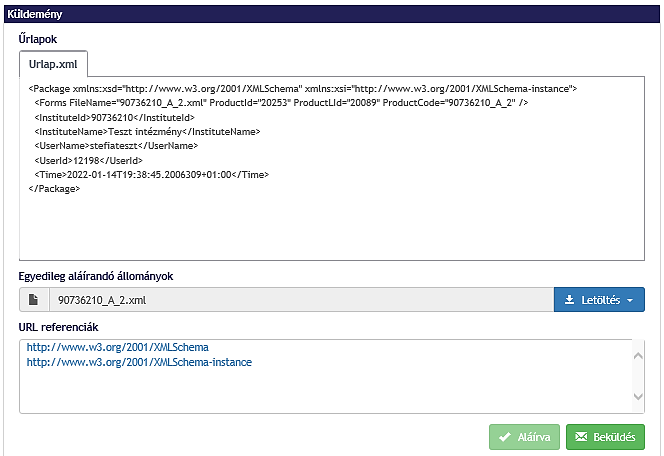 Küldemény
Űrlapok
Urlap.xml
<Package xmlns:xsd="http://www.w3.org/2001/XMLSchema" xmlns:xsi="http://www.w3.org/2001/XMLSchema-instance">
<Forms FileName="90736210_A_2.xml" ProductId="20253" ProductLId="20089" ProductCode="90736210_A_2" />
<InstituteId>90736210</InstituteId>
<InstituteName>Teszt intézmény</InstituteName>
<UserName>stefiateszt</UserName>
<UserId>12198</UserId>
<Time>2022-01-14T19:38:45.2006309+01:00</Time>
</Package>
Egyedileg aláírandó állományok
90736210_A_2.xml
Letöltés
URL referenciák
http://www.w3.org/2001/XMLSchema
http://www.w3.org/2001/XMLSchema-instance
Aláírva
Beküldés